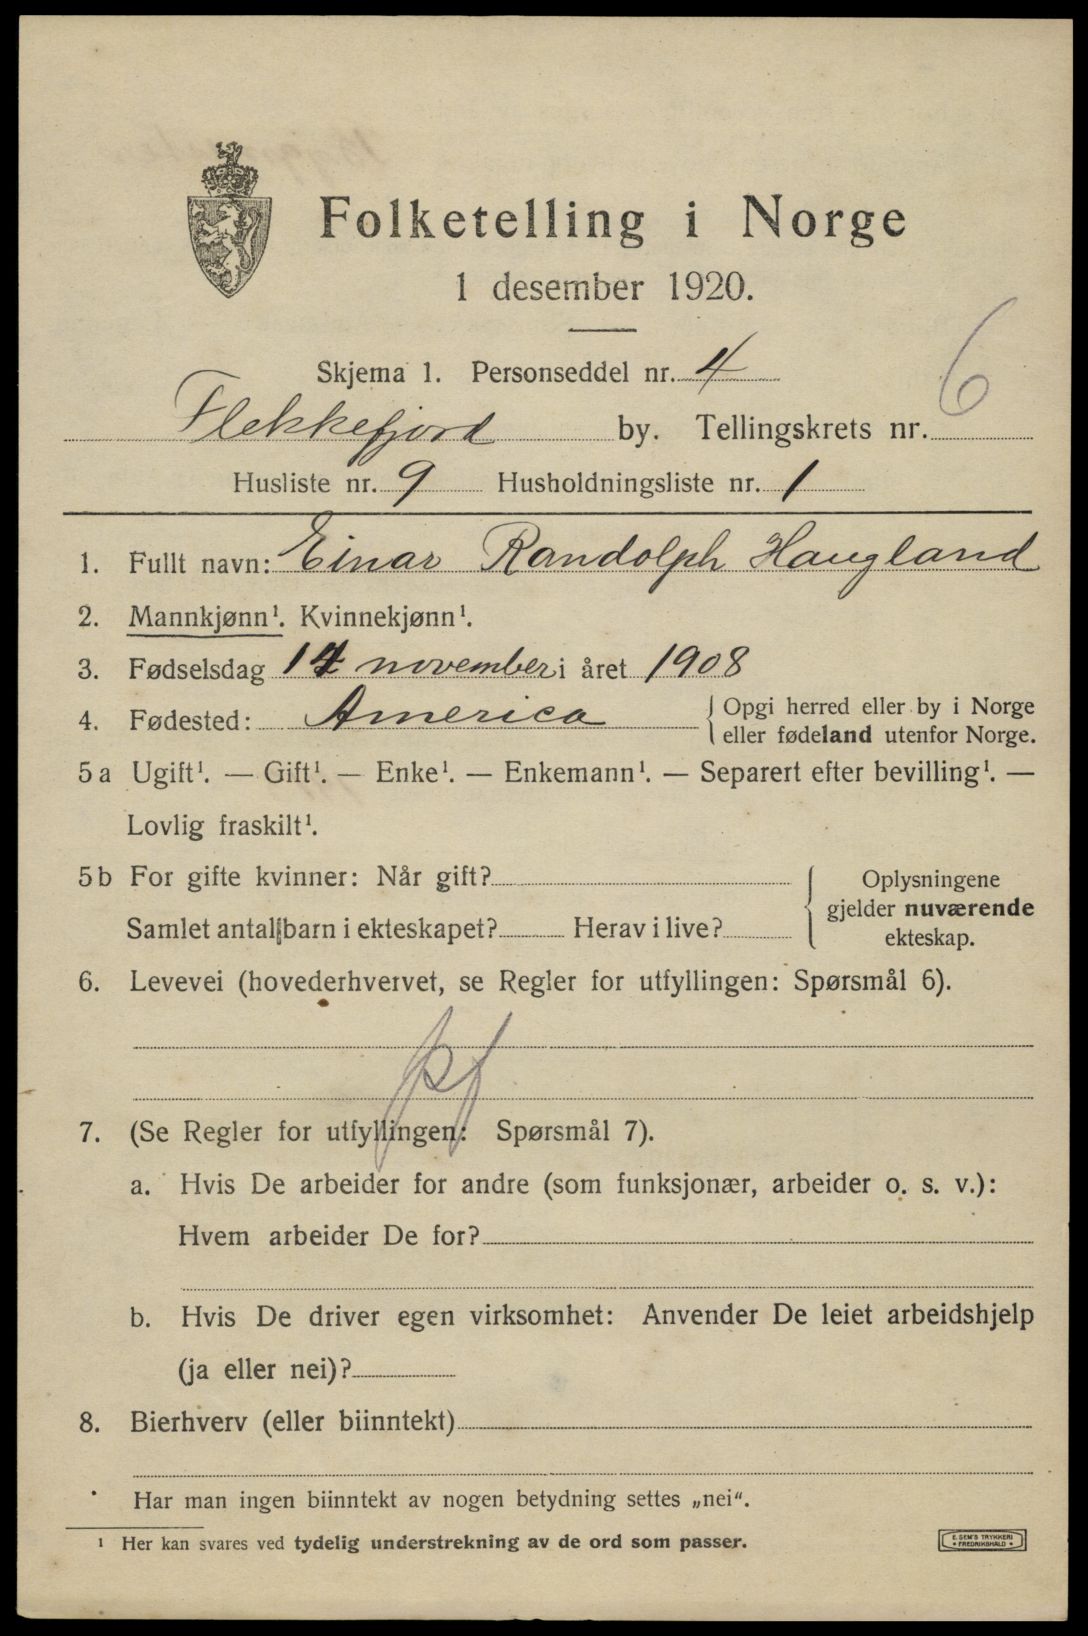 Folketelling i Norge
1 desember 1920.
Skjema 1. Personseddel nr. 4
Flekkefjord by. Tellingskrets nr. 6
Husliste nr. 9 Husholdningsliste nr. 1
1. Fullt navn: Einar Randolph Haugland
2. Mannkjønn¹. Kvinnekjønn¹.
3. Fødselsdag 14 november i året 1908
4. Fødested: America { Opgi herred eller by i Norge
eller fødeland utenfor Norge.
5a Ugift¹. — Gift¹. — Enke¹. — Enkemann¹. — Separert efter bevilling¹. —
Lovlig fraskilt¹.
5b For gifte kvinner: Når gift?
Samlet antal barn i ekteskapet? Herav i live?
{ Oplysningene
gjelder nuværende
ekteskap.
6. Levevei (hovederhvervet, se Regler for utfyllingen: Spørsmål 6).
pf
7. (Se Regler for utfyllingen: Spørsmål 7).
a. Hvis De arbeider for andre (som funksjonær, arbeider o. s. v.):
Hvem arbeider De for?
b. Hvis De driver egen virksomhet: Anvender De leiet arbeidshjelp
(ja eller nei)?
8. Bierhverv (eller biinntekt)
Har man ingen biinntekt av nogen betydning settes „nei“.
¹ Her kan svares ved tydelig understrekning av de ord som passer.
E. SEM'S TRYKKERI
• FREDRIKSHALD •